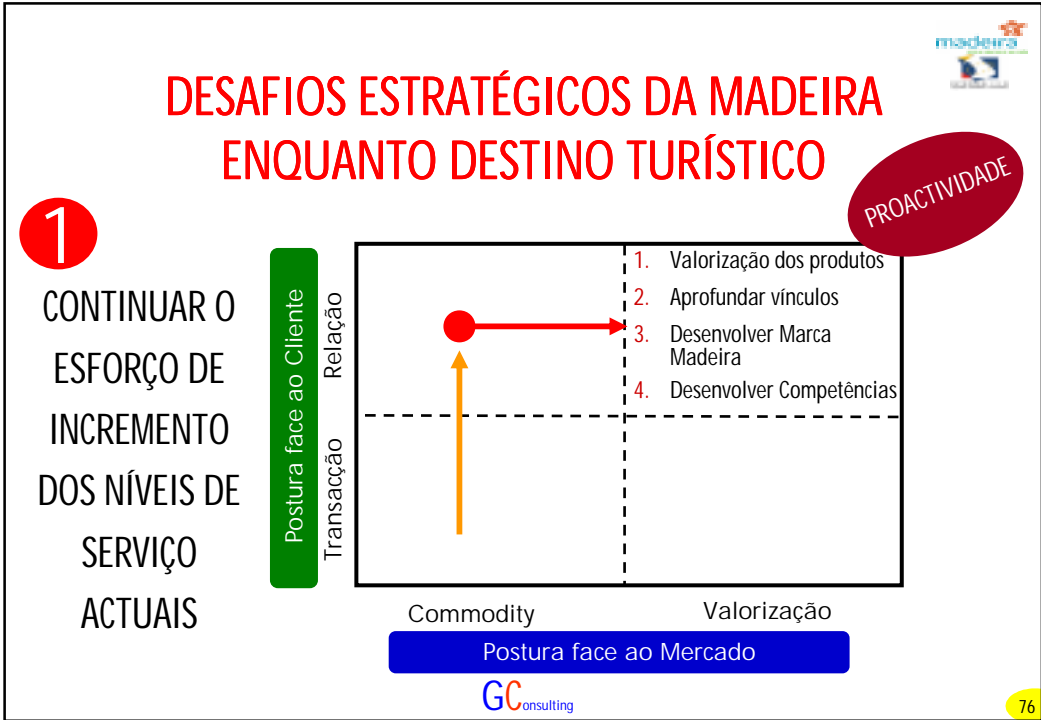 madeira
DESAFIOS ESTRATÉGICOS DA MADEIRA
ENQUANTO DESTINO TURÍSTICO
PROACTIVIDADE
1
CONTINUAR O
ESFORÇO DE
INCREMENTO
DOS NÍVEIS DE
SERVIÇO
ACTUAIS
Postura face ao Cliente
Relação
Transacção
1. Valorização dos produtos
2. Aprofundar vínculos
3. Desenvolver Marca
Madeira
4. Desenvolver Competências
Commodity
Valorização
Postura face ao Mercado
GConsulting
76